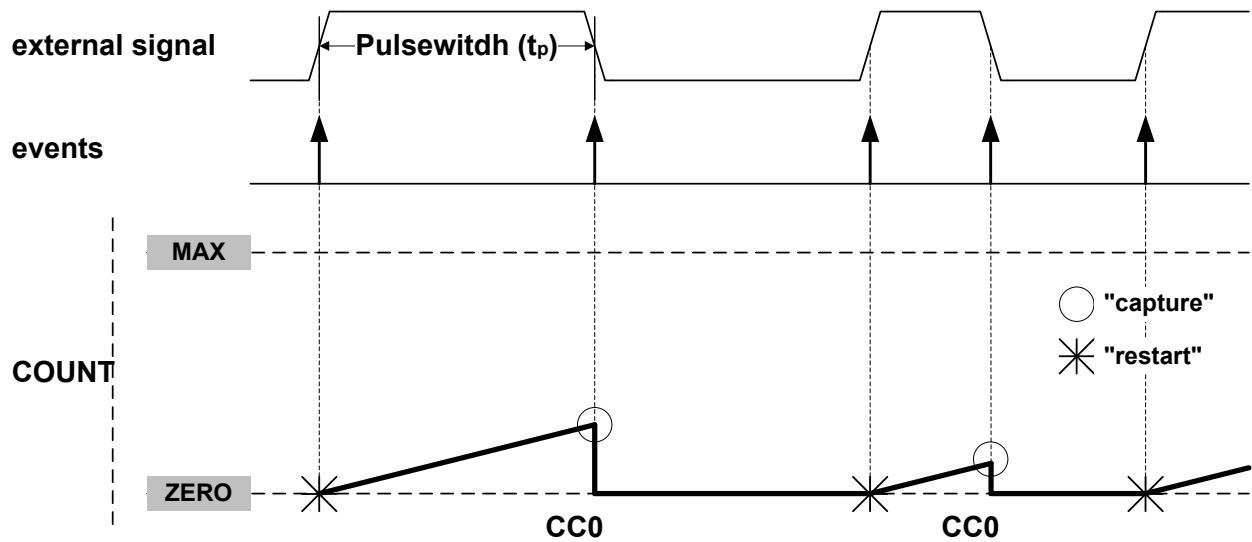 external signal
Pulsewitdh (tp)
events
MAX
"capture"
"restart"
COUNT
ZERO
CC0
CC0